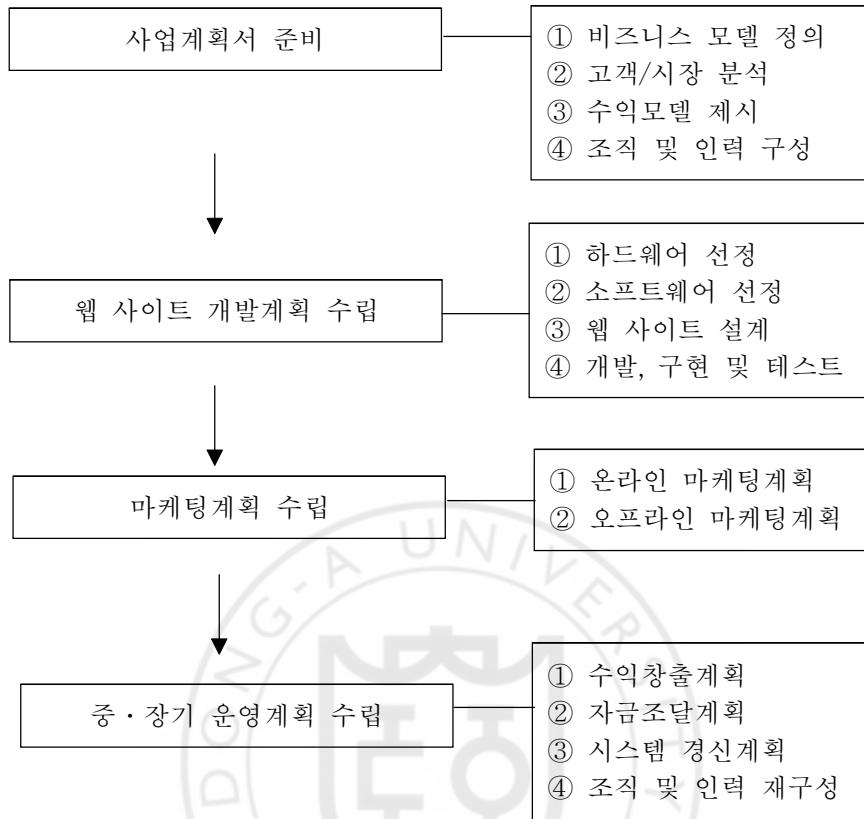 사업계획서 준비
① 비즈니스 모델 정의
② 고객/시장 분석
③ 수익모델 제시
④ 조직 및 인력 구성
웹 사이트 개발계획 수립
① 하드웨어 선정
② 소프트웨어 선정
③ 웹 사이트 설계
④ 개발, 구현 및 테스트
마케팅계획 수립
① 온라인 마케팅계획
② 오프라인 마케팅계획
중・장기 운영계획 수립
① 수익창출계획
② 자금조달계획
③ 시스템 경신계획
④ 조직 및 인력 재구성
DONG-A UNIVERSITY